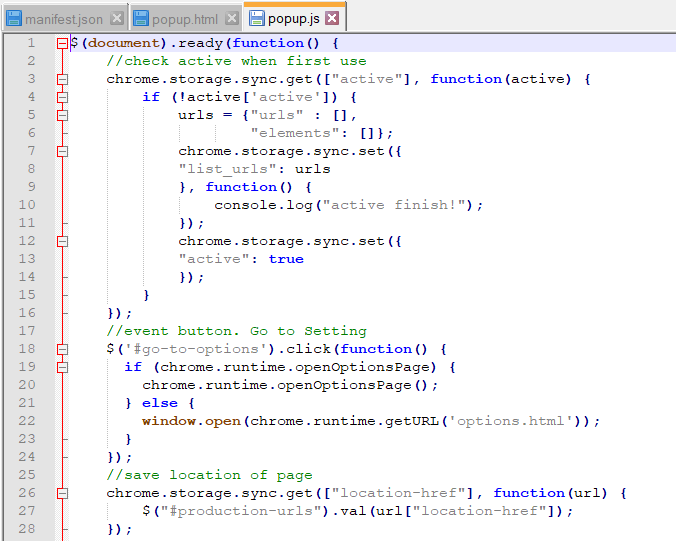 manifest.json popup.html popup.js
1 $(document).ready(function() {
2 //check active when first use
3 chrome.storage.sync.get(["active"], function(active) {
4 if (!active['active']) {
5 urls = {"urls" : [],
6 "elements": []};
7 chrome.storage.sync.set({
8 "list_urls": urls
9 }, function() {
10 console.log("active finish!");
11 });
12 chrome.storage.sync.set({
13 "active": true
14 });
15 }
16 });
17 //event button. Go to Setting
18 $('#go-to-options').click(function() {
19 if (chrome.runtime.openOptionsPage) {
20 chrome.runtime.openOptionsPage();
21 } else {
22 window.open(chrome.runtime.getURL('options.html'));
23 }
24 });
25 //save location of page
26 chrome.storage.sync.get(["location-href"], function(url) {
27 $("#production-urls").val(url["location-href"]);
28 });